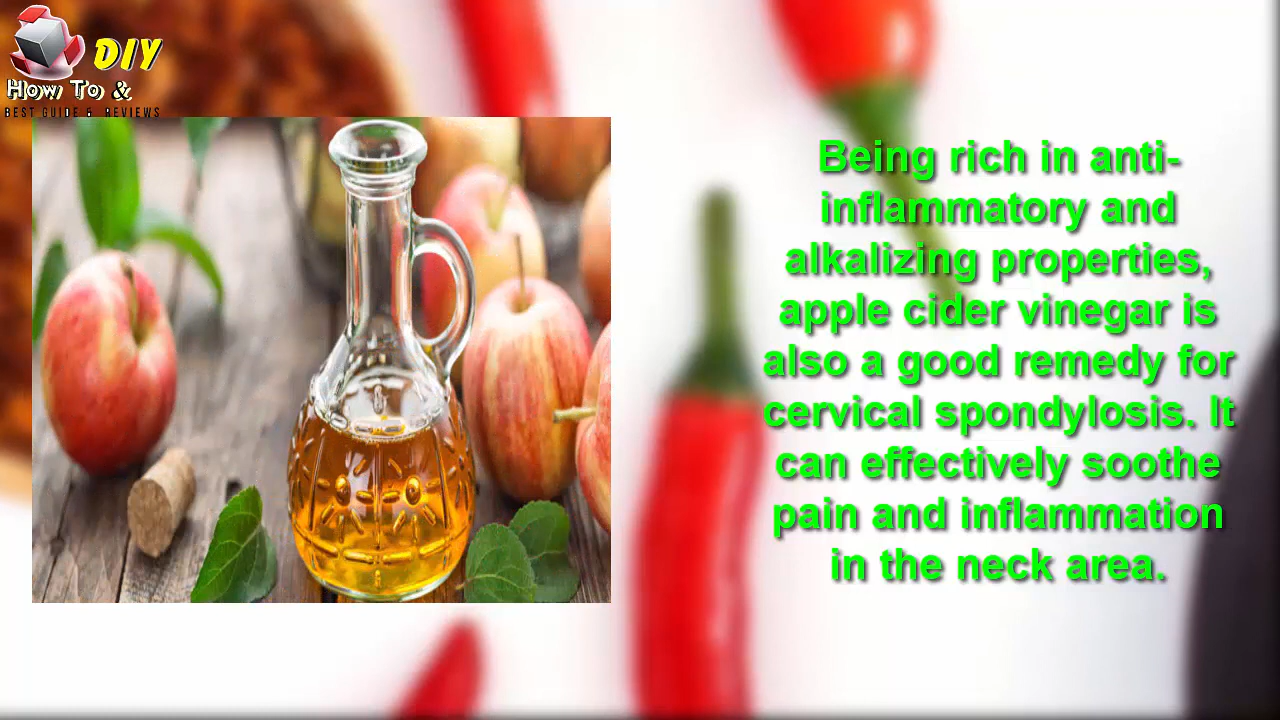 DIY
How To &
BEST GUIDE & REVIEWS
Being rich in anti-
inflammatory and
alkalizing properties,
apple cider vinegar is
also a good remedy for
cervical spondylosis. It
can effectively soothe
pain and inflammation
in the neck area.